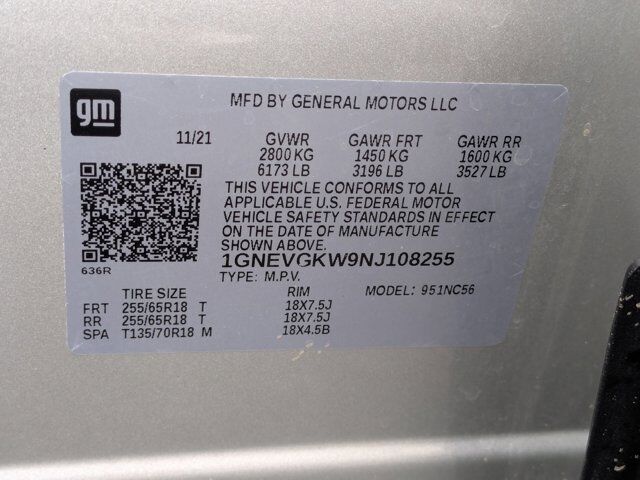 gm
MFD BY GENERAL MOTORS LLC
11/21 GVWR GAWR FRT GAWR RR
2800 KG 1450 KG 1600 KG
6173 LB 3196 LB 3527 LB
THIS VEHICLE CONFORMS TO ALL
APPLICABLE U.S. FEDERAL MOTOR
VEHICLE SAFETY STANDARDS IN EFFECT
ON THE DATE OF MANUFACTURE
SHOWN ABOVE.
636R
1GNEVGKW9NJ108255
TYPE: M.P.V.
TIRE SIZE RIM MODEL: 951NC56
FRT 255/65R18 T 18X7.5J
RR 255/65R18 T 18X7.5J
SPA T135/70R18 M 18X4.5B